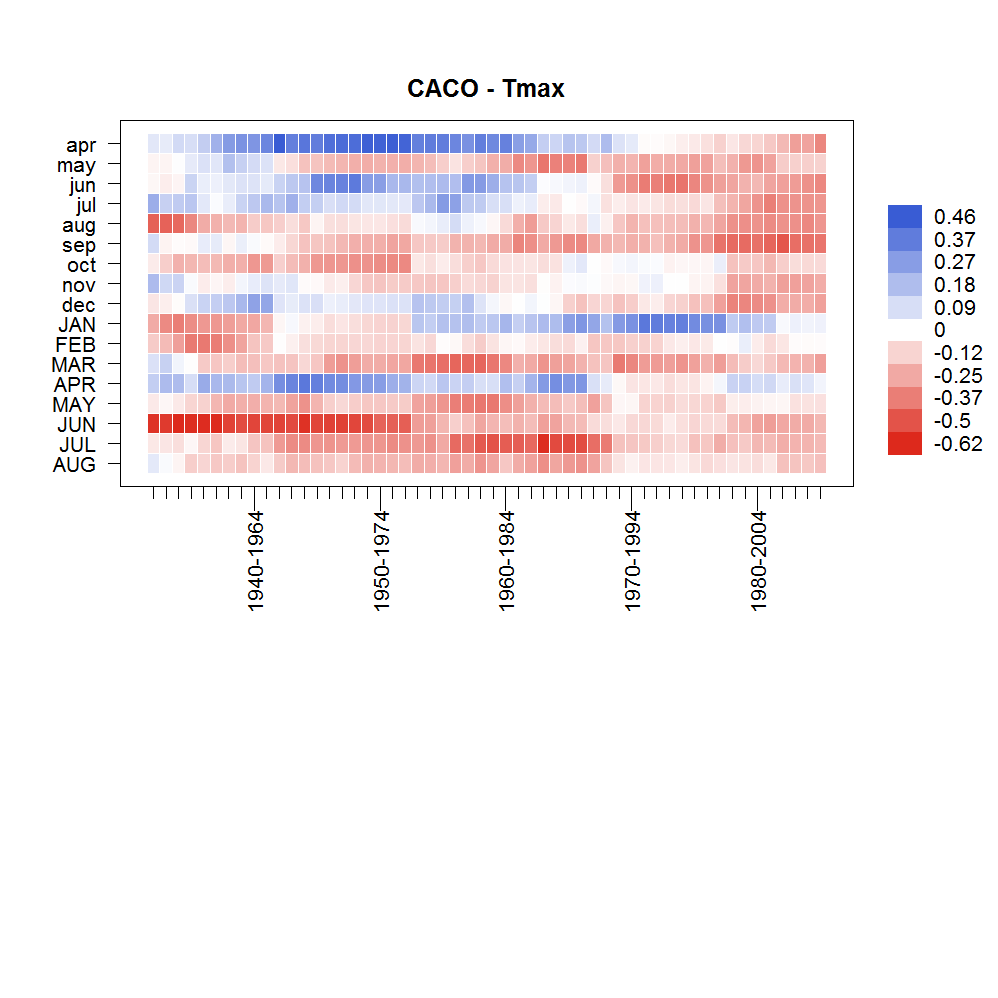 CACO - Tmax
apr
may
jun
jul
aug
sep
oct
nov
dec
JAN
FEB
MAR
APR
MAY
JUN
JUL
AUG
0.46
0.37
0.27
0.18
0.09
0
-0.12
-0.25
-0.37
-0.5
-0.62
1940-1964
1950-1974
1960-1984
1970-1994
1980-2004